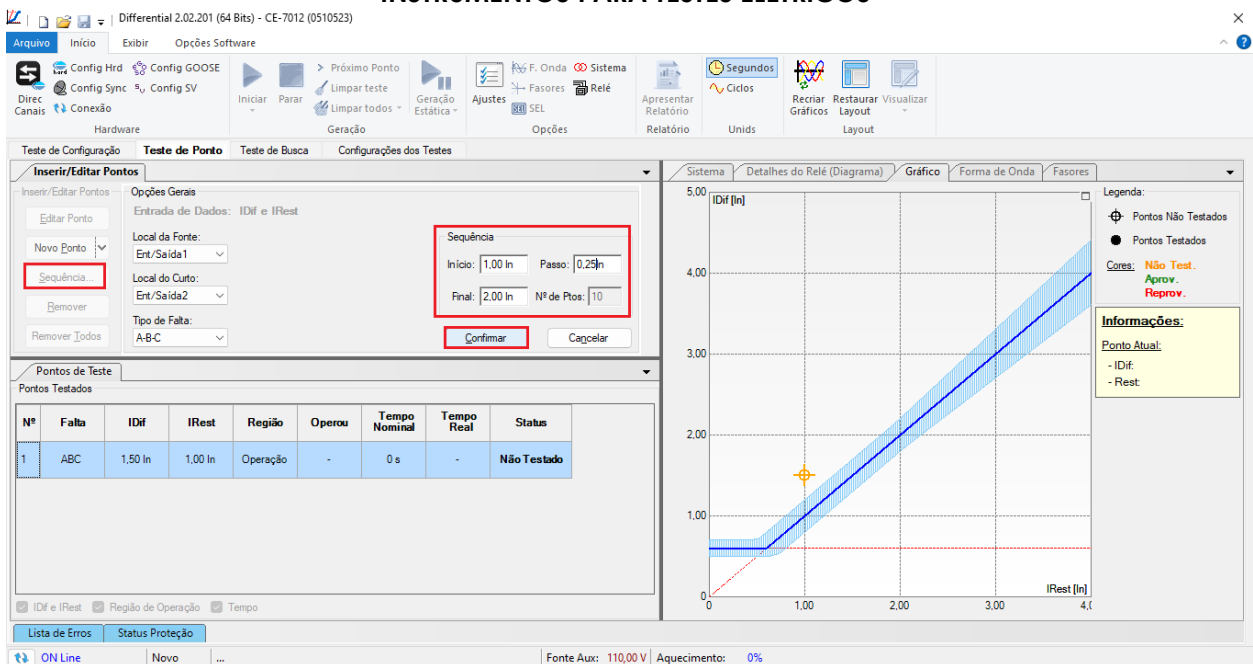 INSTRUMENTOS PARA TESTES ELÉTRICOS
Differential 2.02.201 (64 Bits) - CE-7012 (0510523)
Arquivo Início Exibir Opções Software
Config Hrd Config GOOSE
Config Sync Config SV
Direc Canais Conexão
Hardware
Iniciar Parar
Próximo Ponto
Limpar teste
Limpar todos
Geração Estática
Geração
Ajustes
F. Onda Sistema
Fasores Relé
SEL
Opções
Apresentar Relatório
Relatório
Segundos
Ciclos
Unids
Recriar Gráficos Restaurar Layout Visualizar
Layout
Teste de Configuração Teste de Ponto Teste de Busca Configurações dos Testes
Inserir/Editar Pontos
Inserir/Editar Pontos
Editar Ponto
Novo Ponto
Sequência...
Remover
Remover Todos
Opções Gerais
Entrada de Dados: IDif e IRest
Local da Fonte:
Ent/Saída1
Local do Curto:
Ent/Saída2
Tipo de Falta:
A-B-C
Sequência
Início: 1,00 In Passo: 0,25In
Final: 2,00 In Nº de Ptos: 10
Confirmar Cancelar
Pontos de Teste
Pontos Testados
Nº Falta IDif IRest Região Operou Tempo Nominal Tempo Real Status
1 ABC 1,50 In 1,00 In Operação - 0 s - Não Testado
IDif e IRest Região de Operação Tempo
Sistema Detalhes do Relé (Diagrama) Gráfico Forma de Onda Fasores
5,00
IDif [In]
4,00
3,00
2,00
1,00
0
0 1,00 2,00 3,00 4,(
IRest [In]
Legenda:
Pontos Não Testados
Pontos Testados
Cores: Não Test.
Aprov.
Reprov.
Informações:
Ponto Atual:
- IDif:
- Rest:
Lista de Erros Status Proteção
ON Line Novo ... Fonte Aux: 110,00 V Aquecimento: 0%